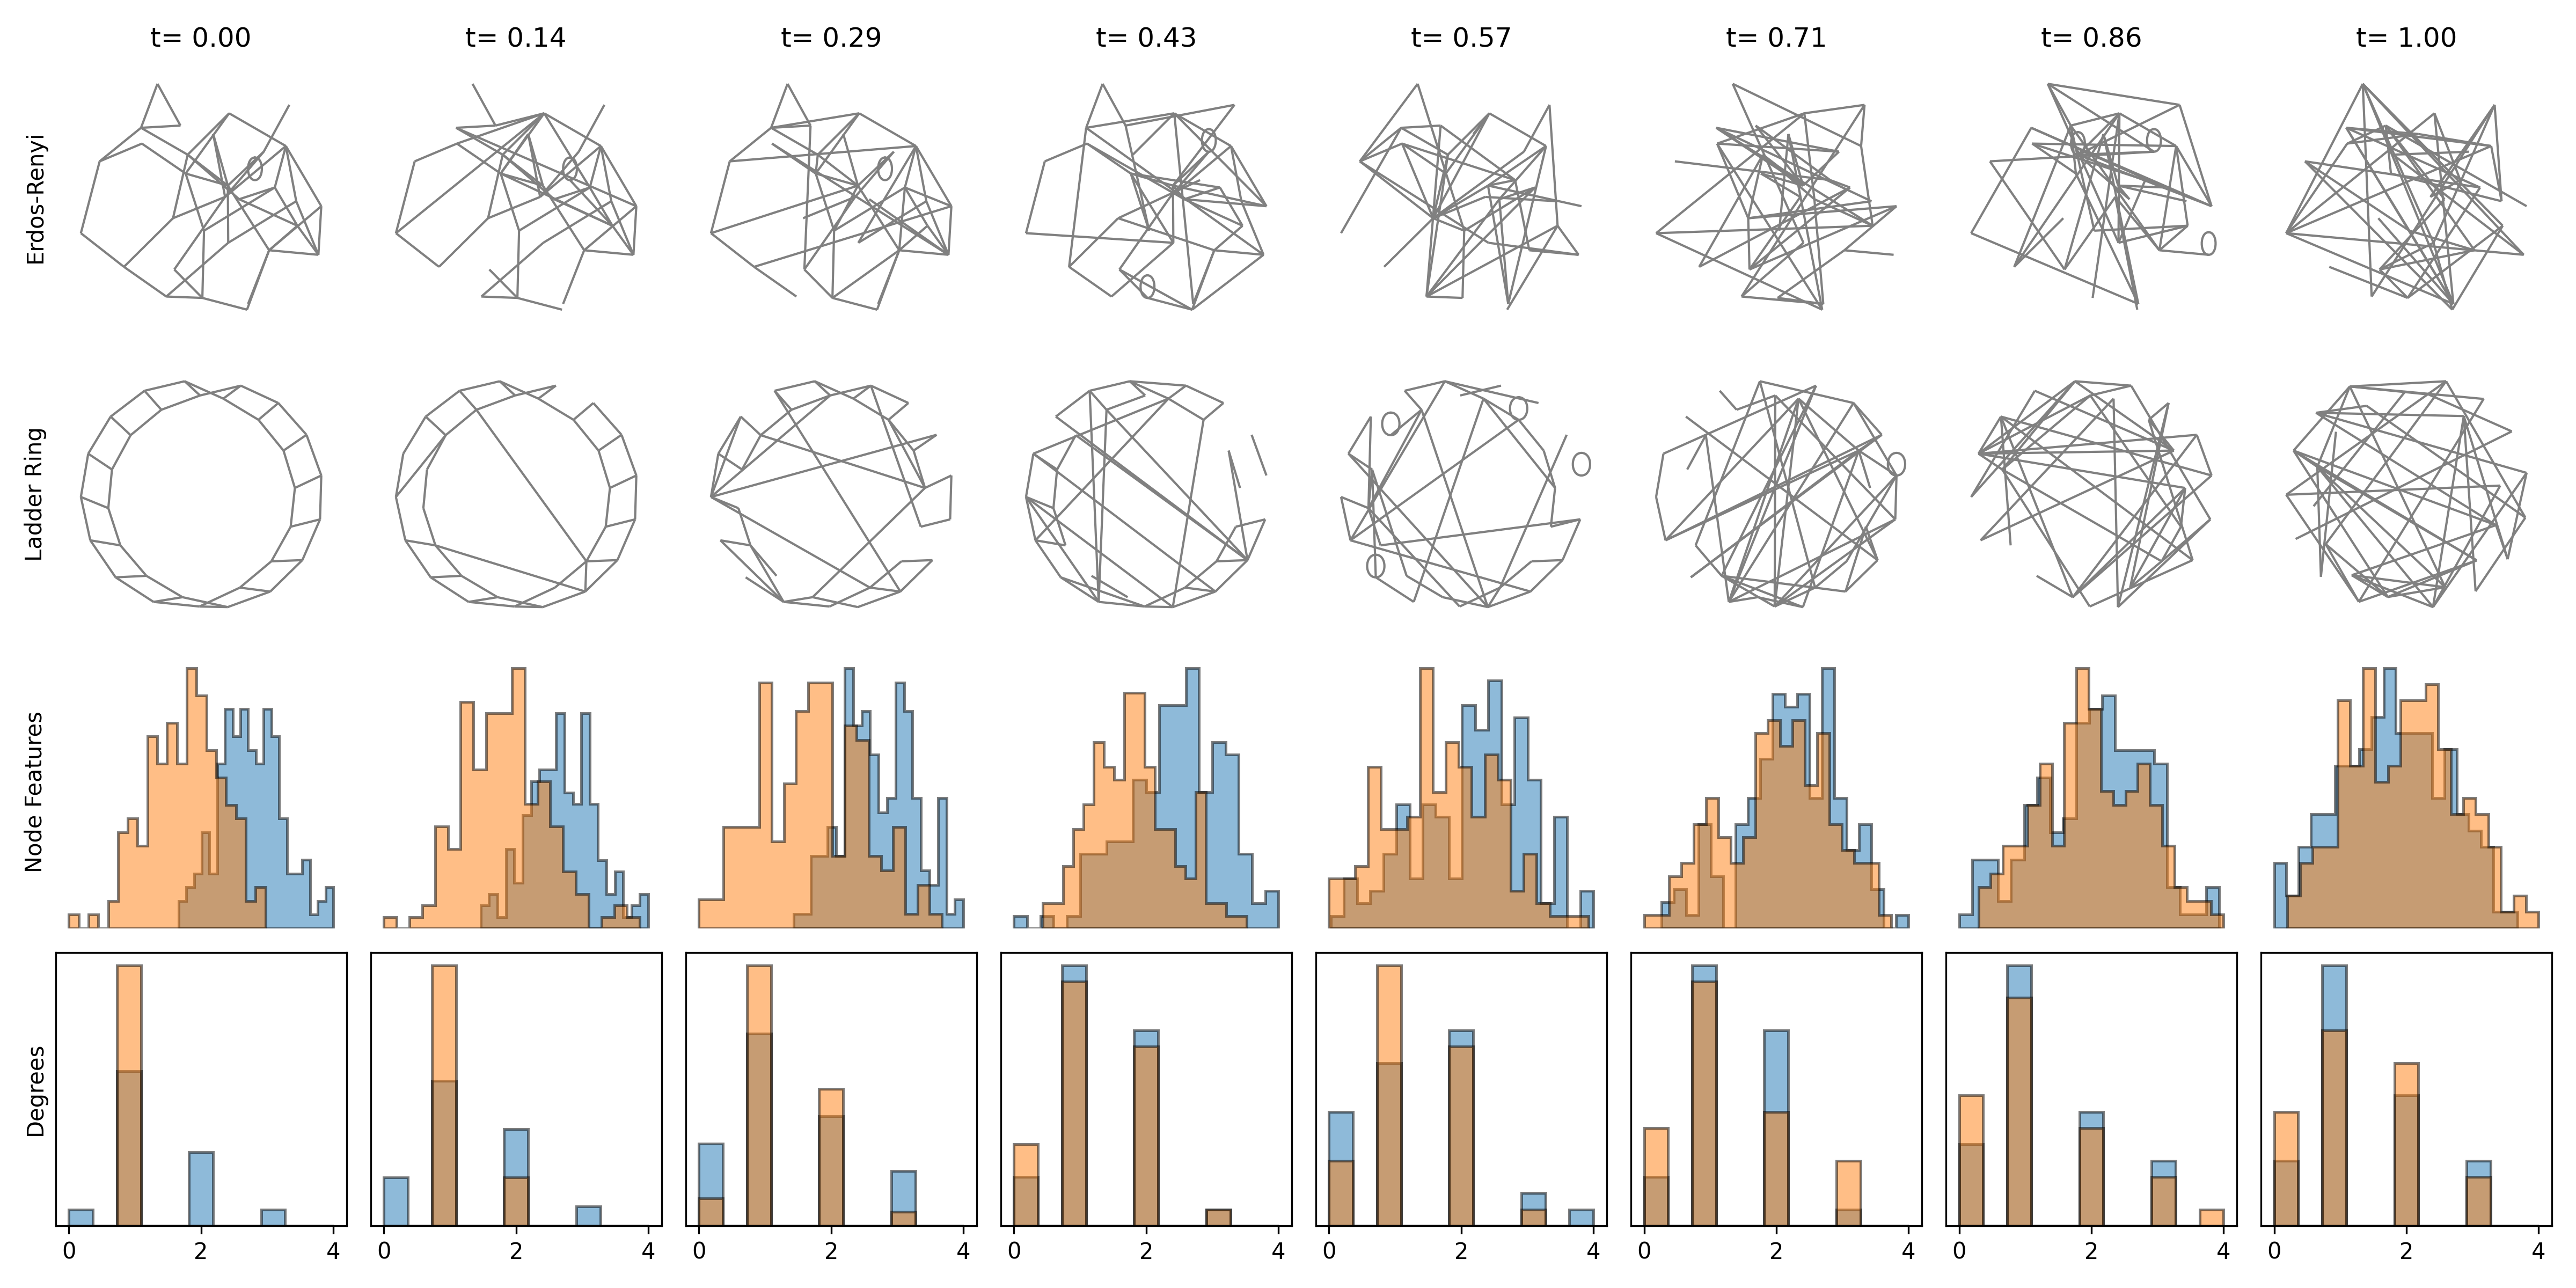 t= 0.00 t= 0.14 t= 0.29 t= 0.43 t= 0.57 t= 0.71 t= 0.86 t= 1.00
Erdos-Renyi
Ladder Ring
Node Features
Degrees
0 2 4 0 2 4 0 2 4 0 2 4 0 2 4 0 2 4 0 2 4 0 2 4